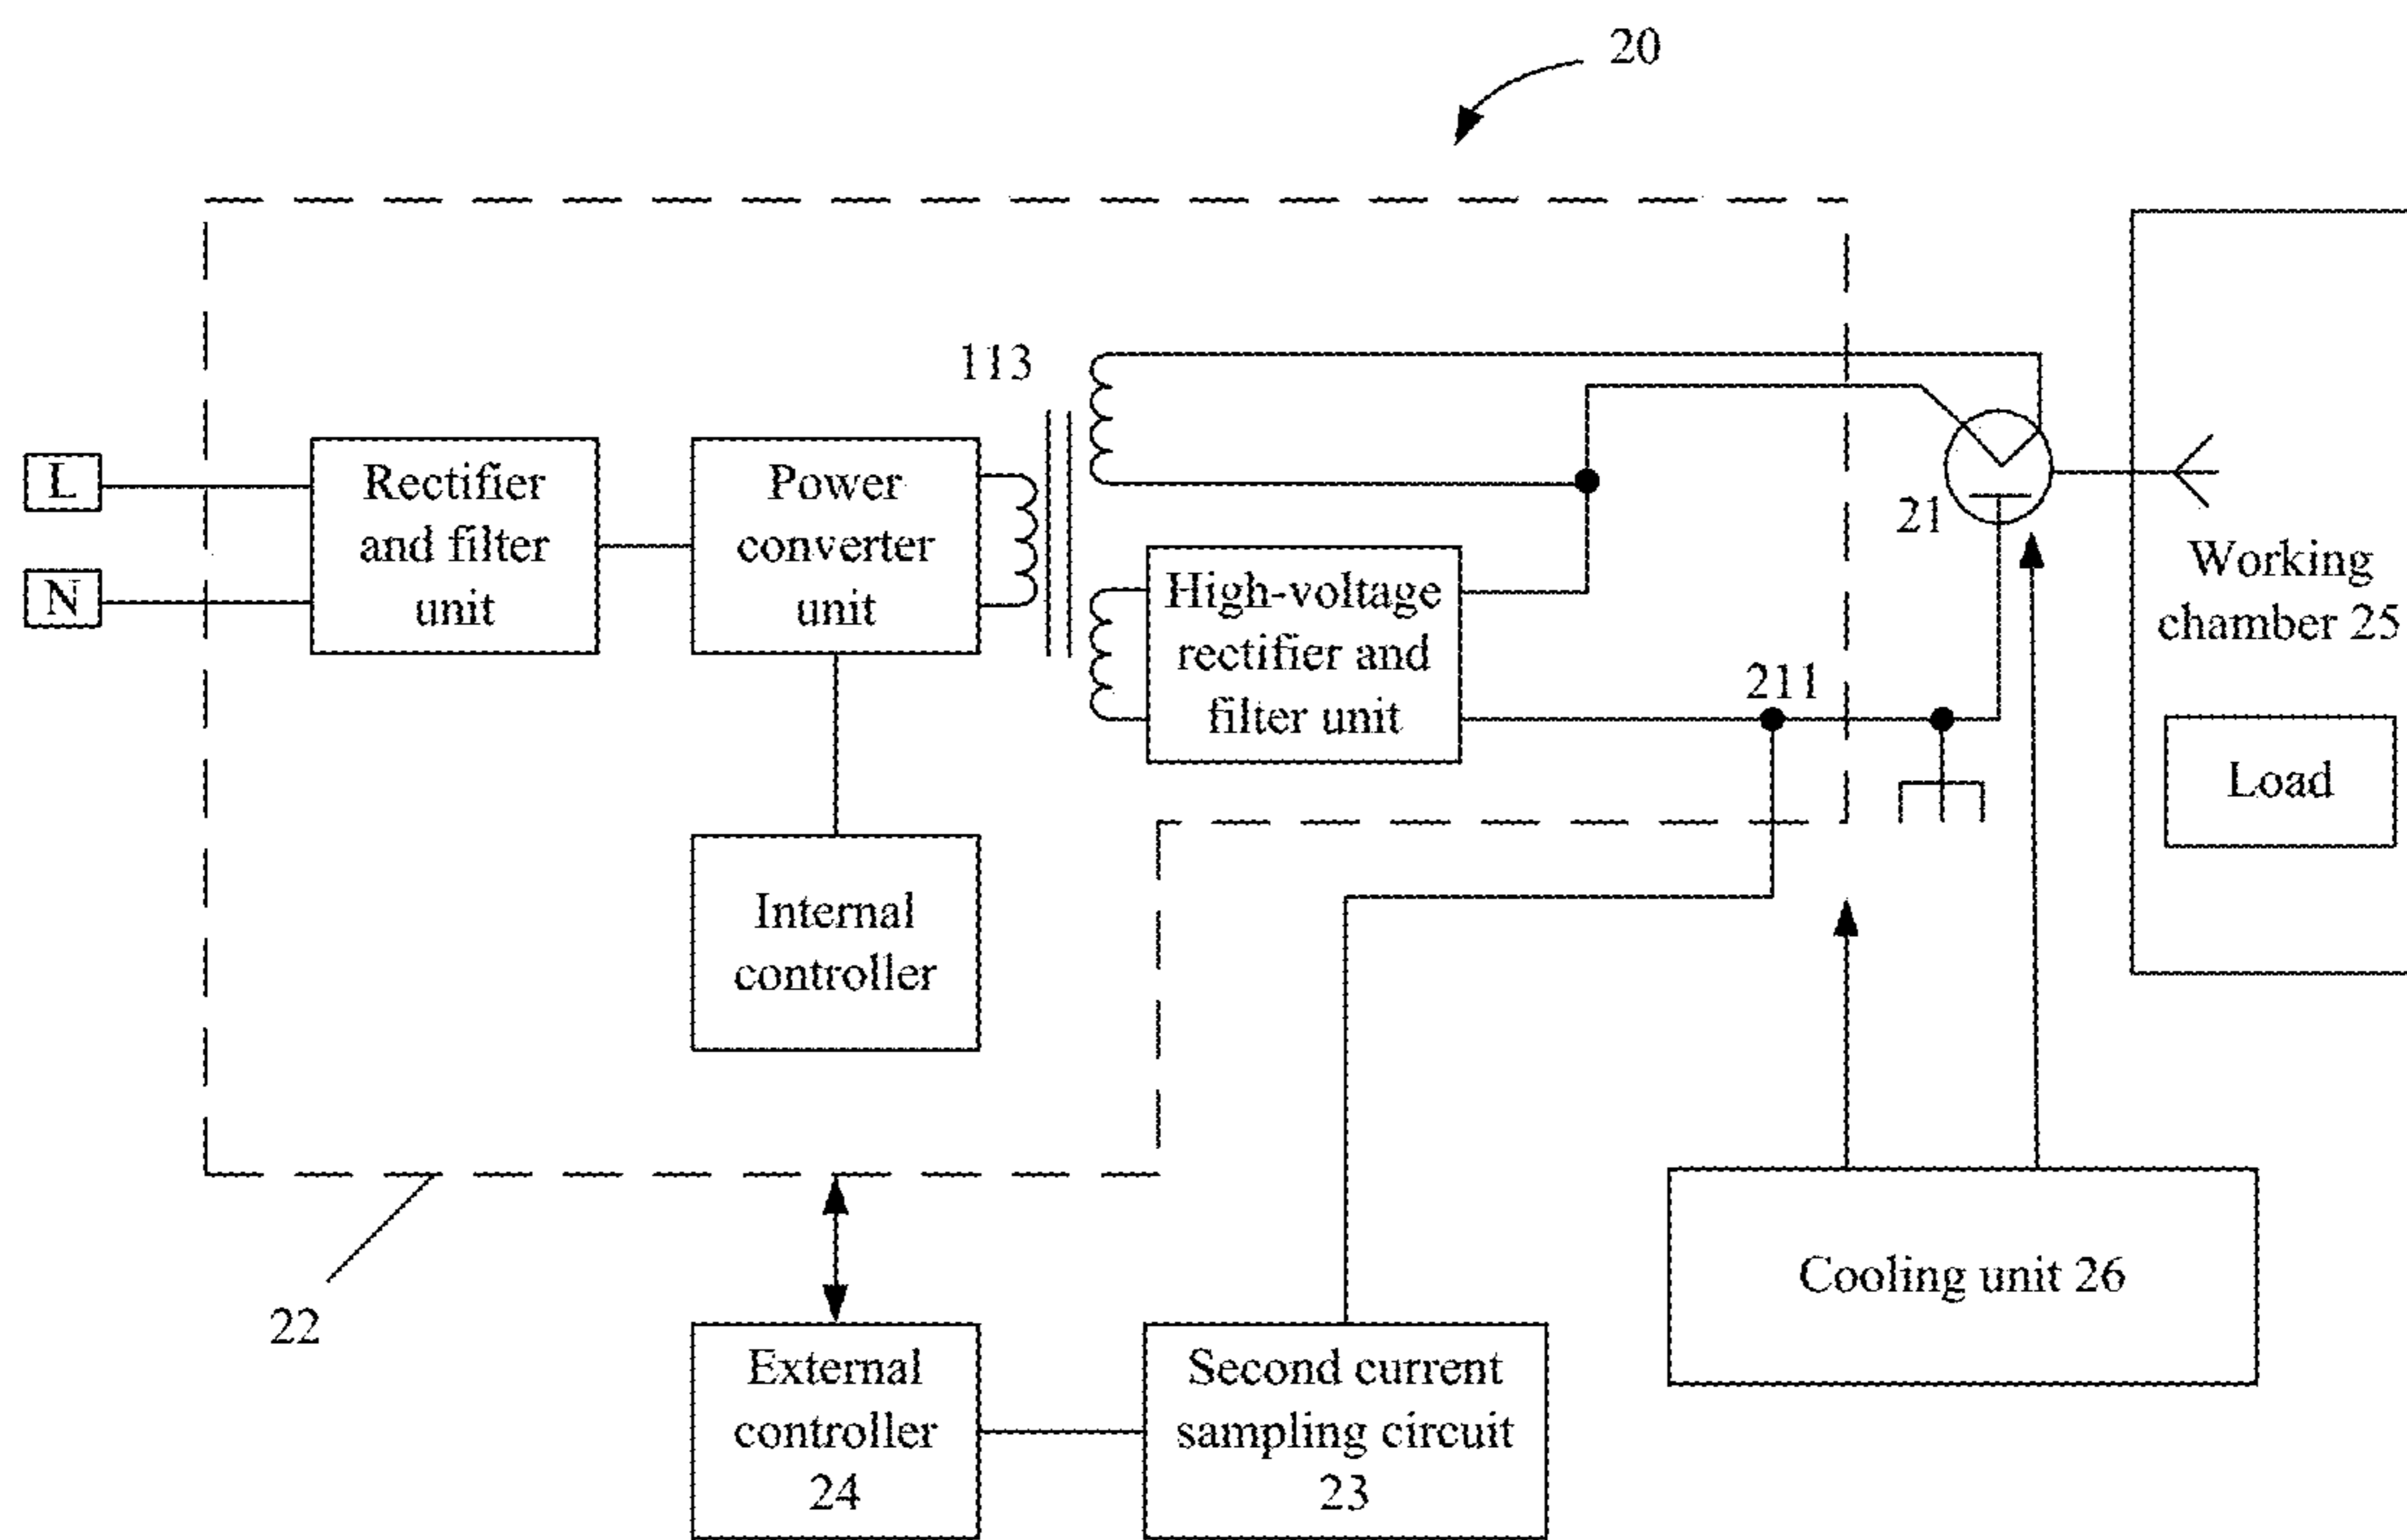 20
113
L
N
Rectifier
and filter
unit
Power
converter
unit
High-voltage
rectifier and
filter unit
21
211
Working
chamber 25
Load
Internal
controller
22
External
controller
24
Second current
sampling circuit
23
Cooling unit 26